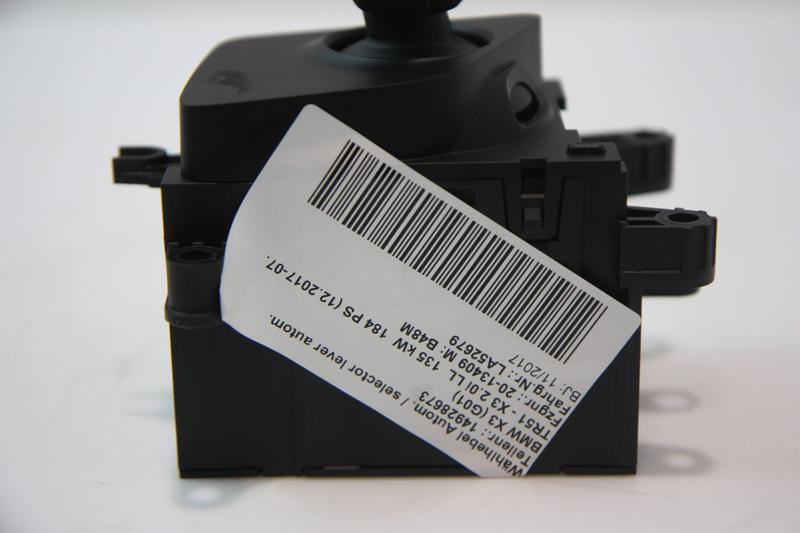 Wählhebel Autom. / selector lever autom.
Teilenr.: 14928673
BMW X3 (G01)
TR51 - X3 2.0i LL 135 kW 184 PS (12.2017-07.
Fzgnr.: 20-13409 M: B48M
Fahrg.Nr.: LA52679
BJ: 11/2017